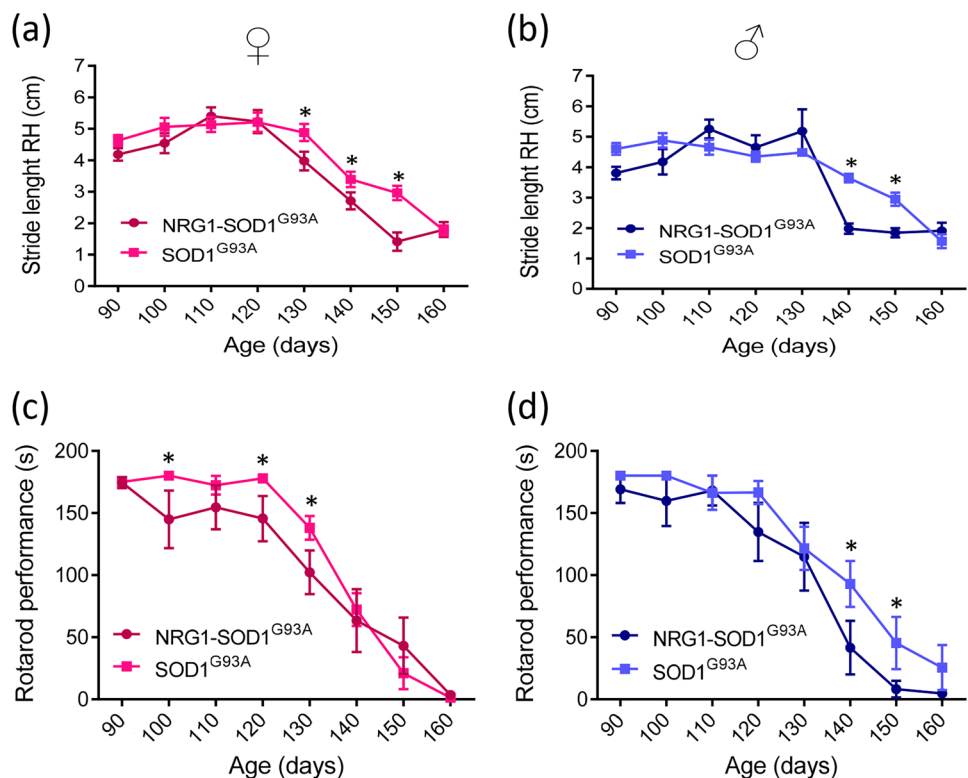 (a)
♀
Stride lenght RH (cm)
7
6
5
4
3
2
1
0
* * *
NRG1-SOD1G93A
SOD1G93A
90 100 110 120 130 140 150 160
Age (days)
(b)
♂
Stride lenght RH (cm)
7
6
5
4
3
2
1
0
* *
NRG1-SOD1G93A
SOD1G93A
90 100 110 120 130 140 150 160
Age (days)
(c)
Rotarod performance (s)
200
150
100
50
0
* * *
NRG1-SOD1G93A
SOD1G93A
90 100 110 120 130 140 150 160
Age (days)
(d)
Rotarod performance (s)
200
150
100
50
0
* *
NRG1-SOD1G93A
SOD1G93A
90 100 110 120 130 140 150 160
Age (days)